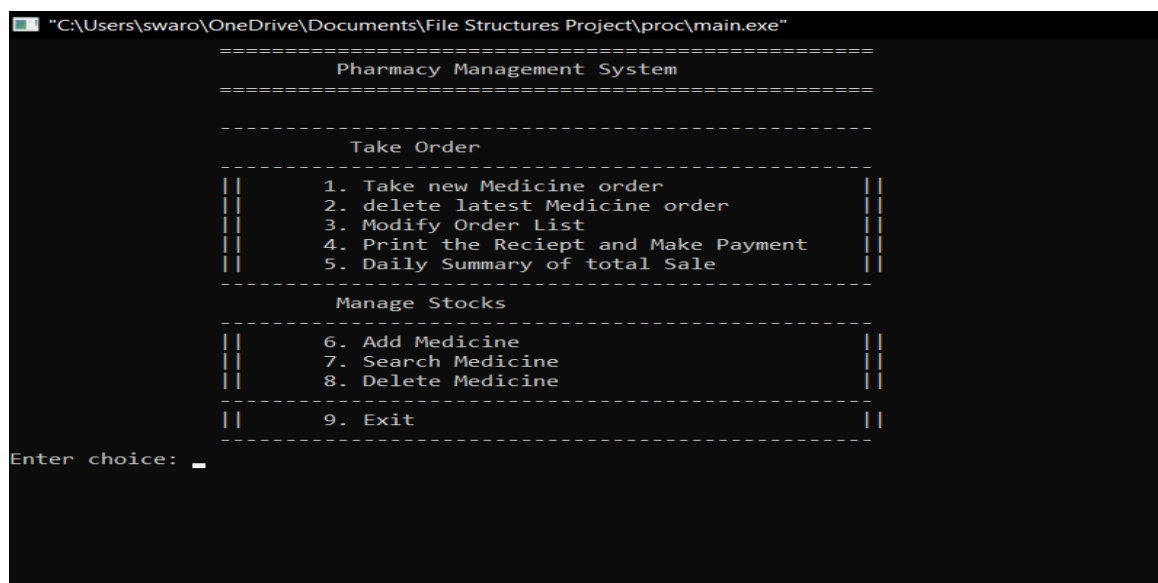 "C:\Users\swaro\OneDrive\Documents\File Structures Project\proc\main.exe"
==================================================
Pharmacy Management System
==================================================
--------------------------------------------------
Take Order
--------------------------------------------------
|| 1. Take new Medicine order ||
|| 2. delete latest Medicine order ||
|| 3. Modify Order List ||
|| 4. Print the Reciept and Make Payment ||
|| 5. Daily Summary of total Sale ||
--------------------------------------------------
Manage Stocks
--------------------------------------------------
|| 6. Add Medicine ||
|| 7. Search Medicine ||
|| 8. Delete Medicine ||
--------------------------------------------------
|| 9. Exit ||
--------------------------------------------------
Enter choice: